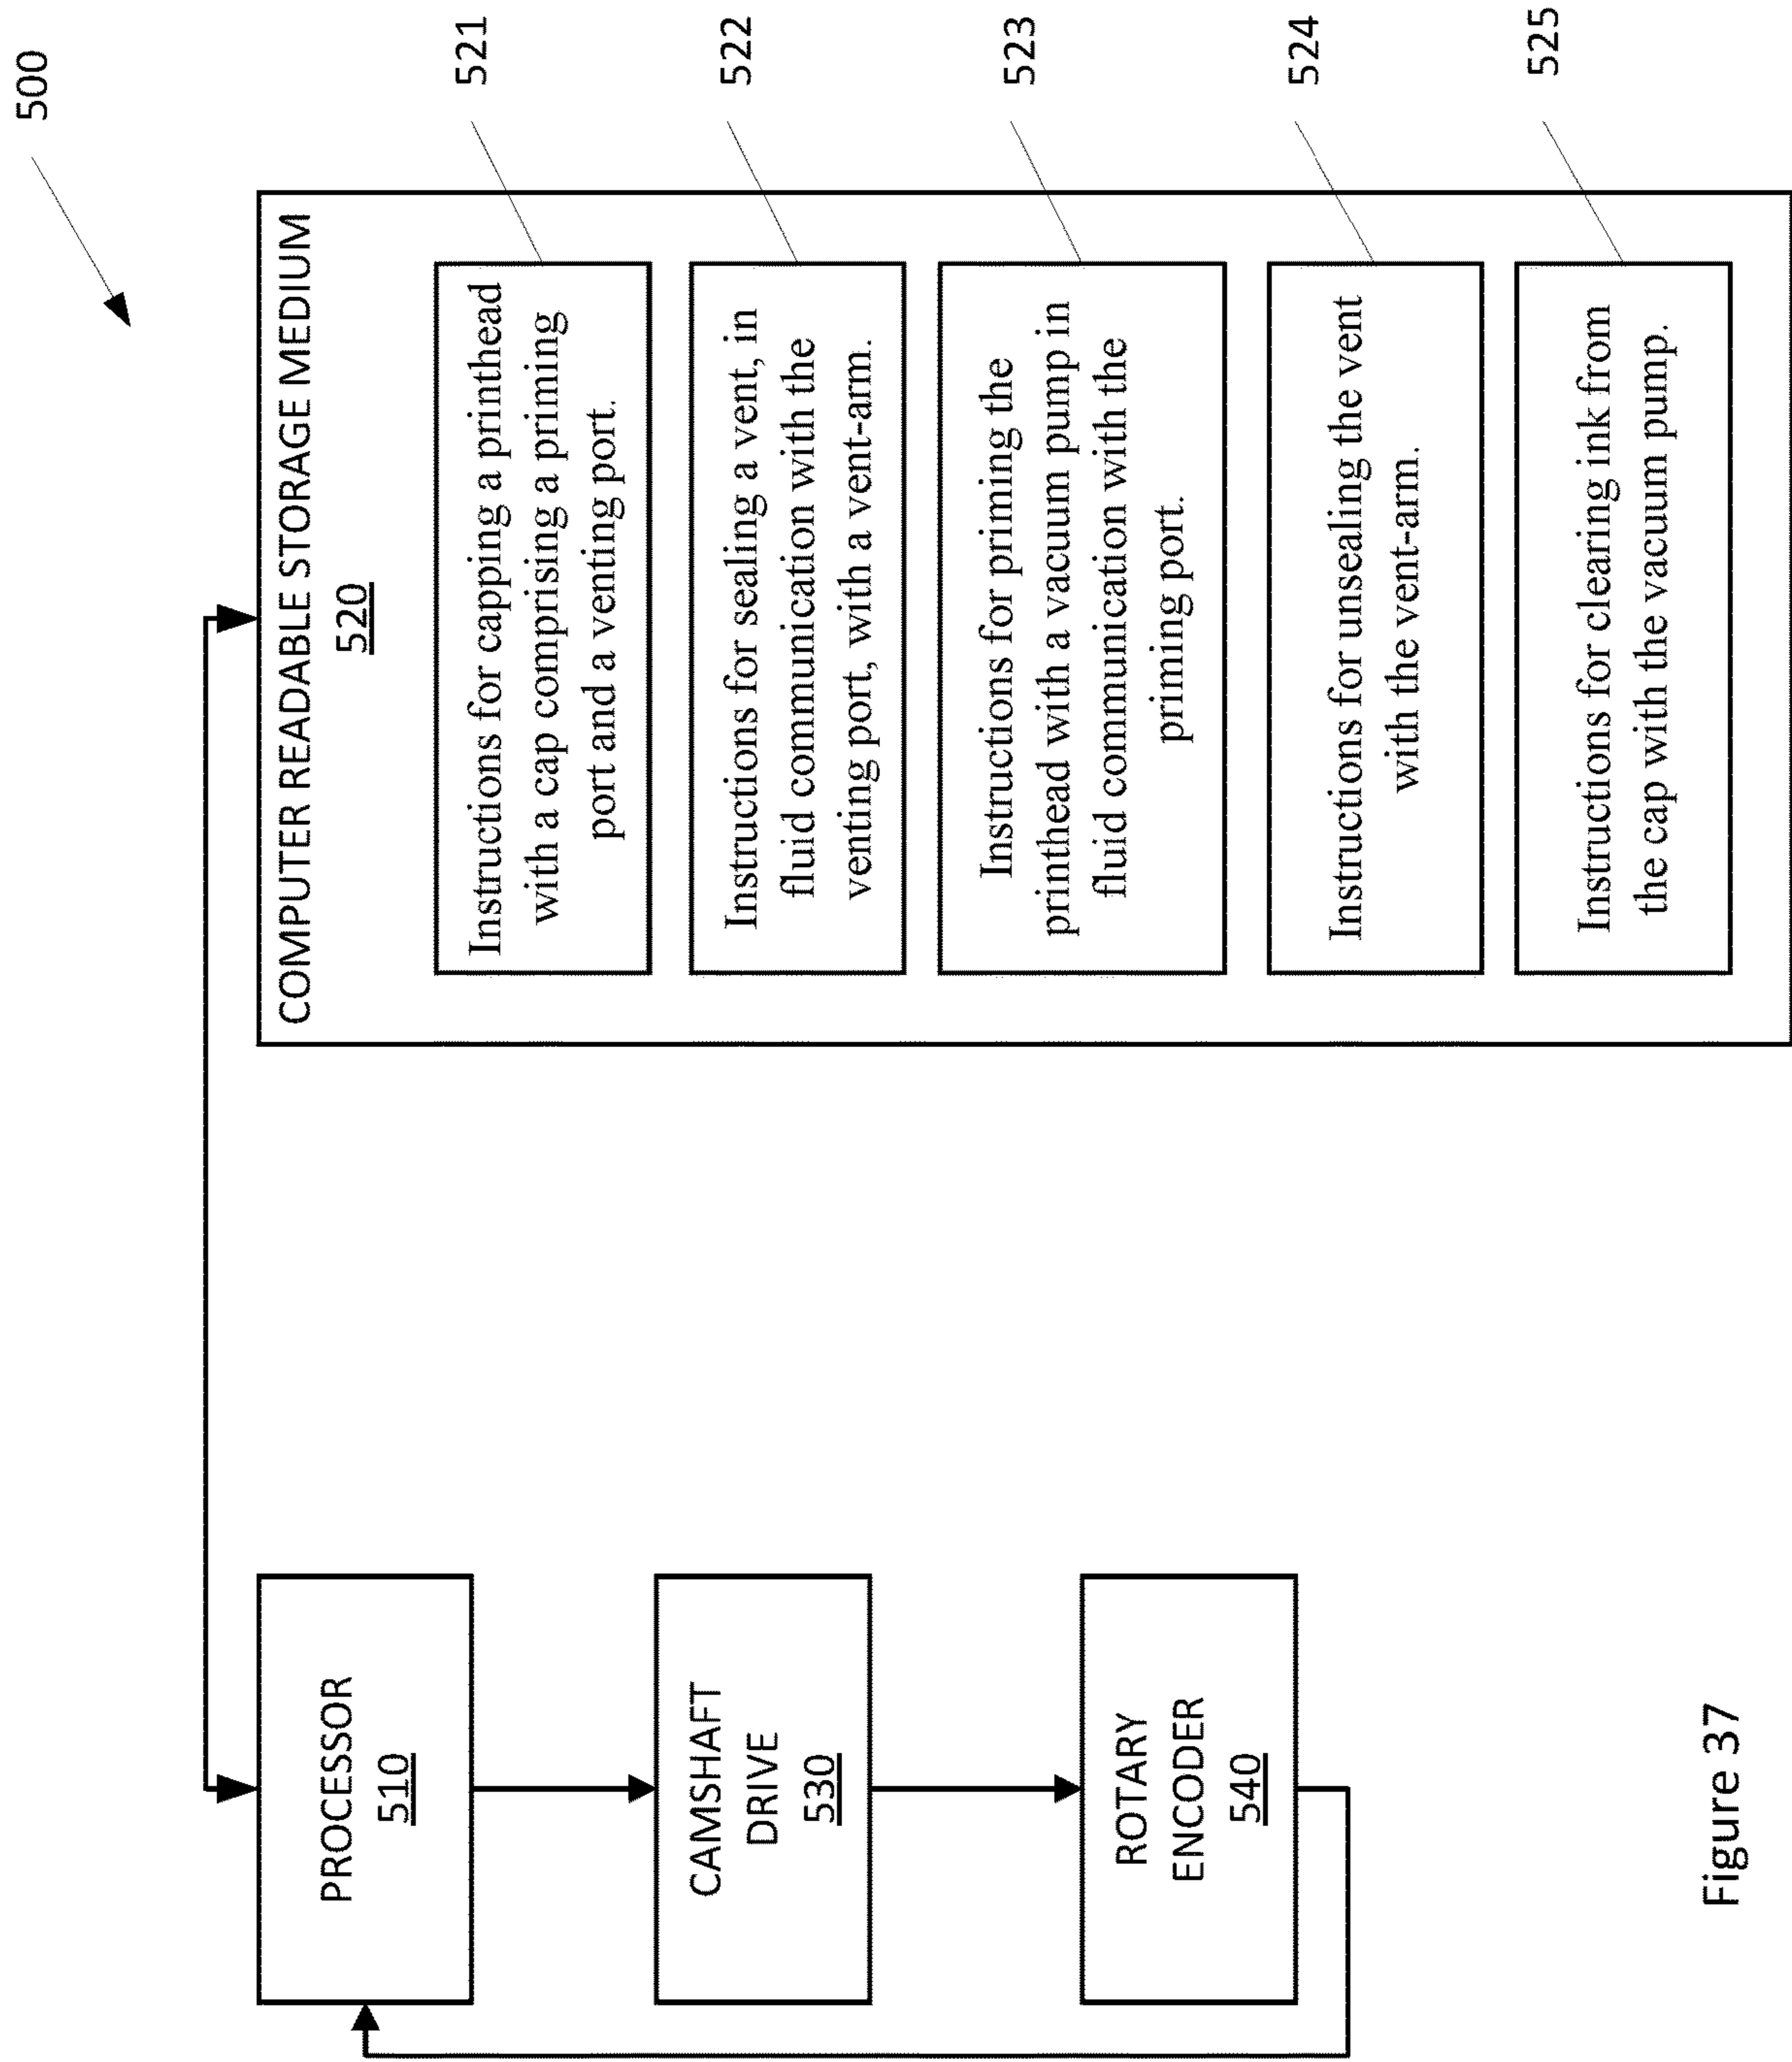 500
PROCESSOR
510
CAMSHAFT
DRIVE
530
ROTARY
ENCODER
540
COMPUTER READABLE STORAGE MEDIUM
520
Instructions for capping a printhead
with a cap comprising a priming
port and a venting port.
521
Instructions for sealing a vent, in
fluid communication with the
venting port, with a vent-arm.
522
Instructions for priming the
printhead with a vacuum pump in
fluid communication with the
priming port.
523
Instructions for unsealing the vent
with the vent-arm.
524
Instructions for clearing ink from
the cap with the vacuum pump.
525
Figure 37